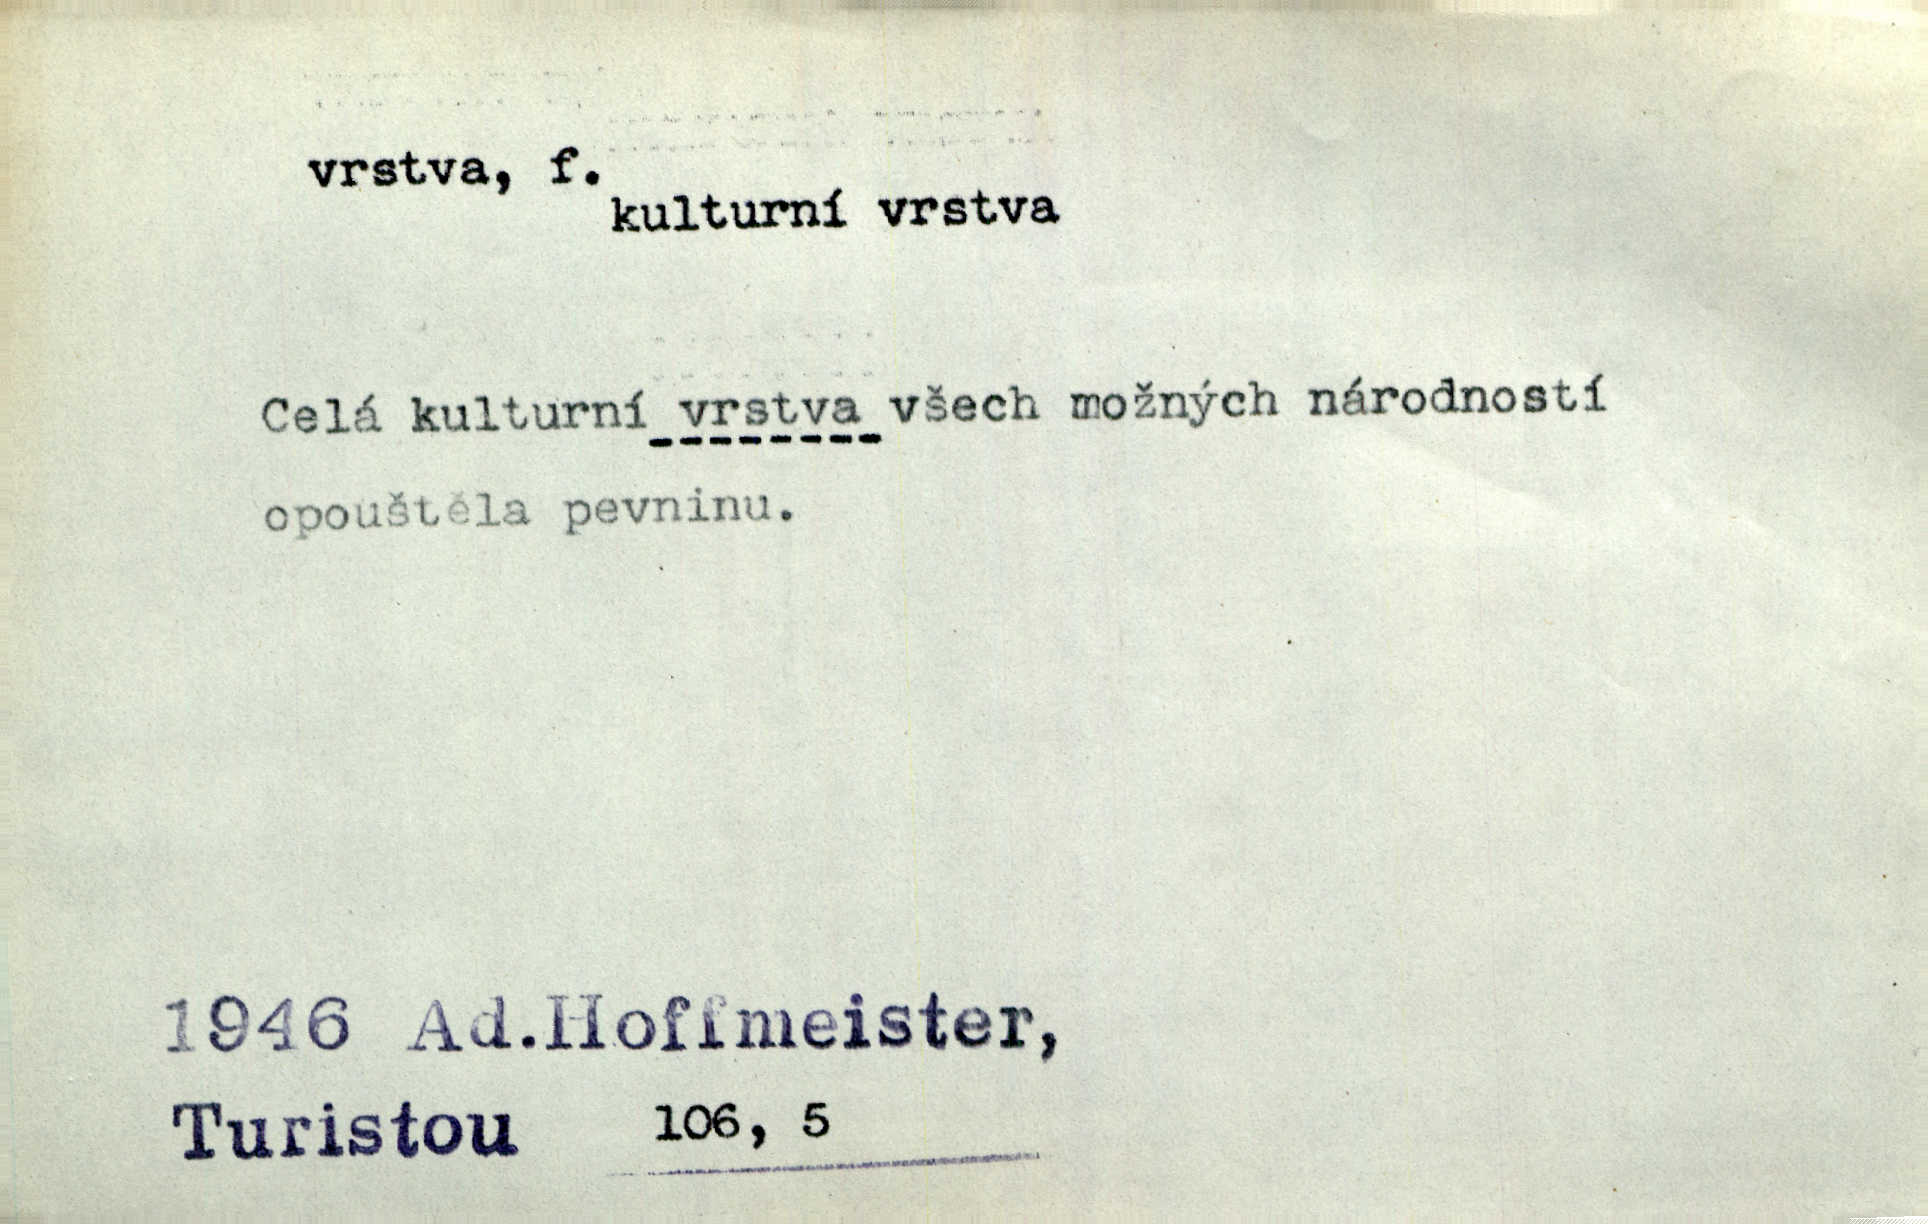 vrstva, f.
kulturní vrstva
Celá kulturní vrstva všech možných národností
opouštěla pevninu.
1946 Ad.Hoffmeister,
Turistou 106, 5